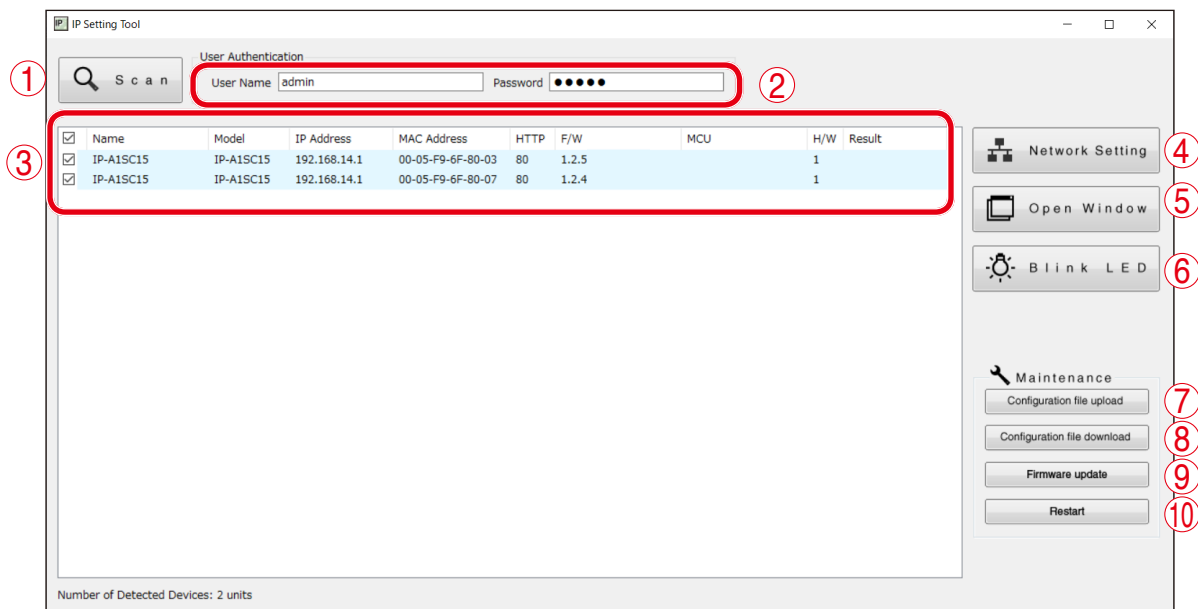 IP IP Setting Tool
User Authentication
① Scan User Name admin Password ●●●●● ②
③
Name Model IP Address MAC Address HTTP F/W MCU H/W Result
IP-A1SC15 IP-A1SC15 192.168.14.1 00-05-F9-6F-80-03 80 1.2.5 1
IP-A1SC15 IP-A1SC15 192.168.14.1 00-05-F9-6F-80-07 80 1.2.4 1
Network Setting ④
Open Window ⑤
Blink LED ⑥
Maintenance
Configuration file upload ⑦
Configuration file download ⑧
Firmware update ⑨
Restart ⑩
Number of Detected Devices: 2 units